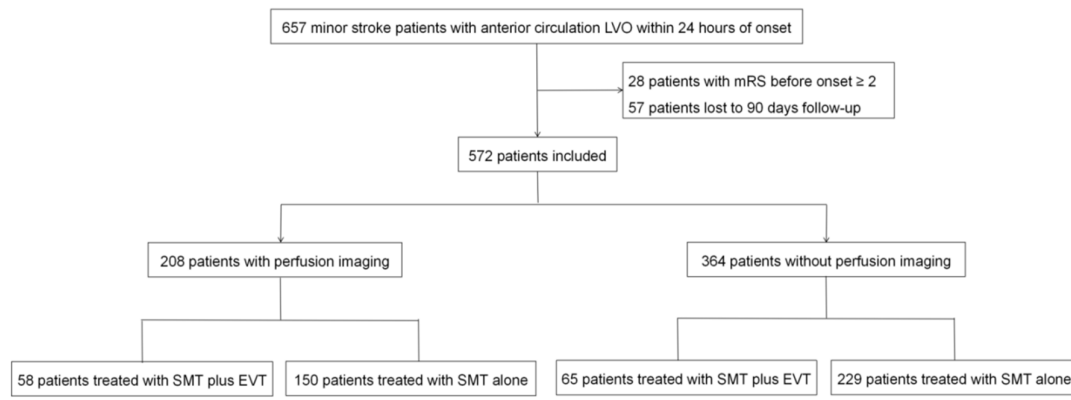 657 minor stroke patients with anterior circulation LVO within 24 hours of onset
28 patients with mRS before onset ≥ 2
57 patients lost to 90 days follow-up
572 patients included
208 patients with perfusion imaging
364 patients without perfusion imaging
58 patients treated with SMT plus EVT
150 patients treated with SMT alone
65 patients treated with SMT plus EVT
229 patients treated with SMT alone